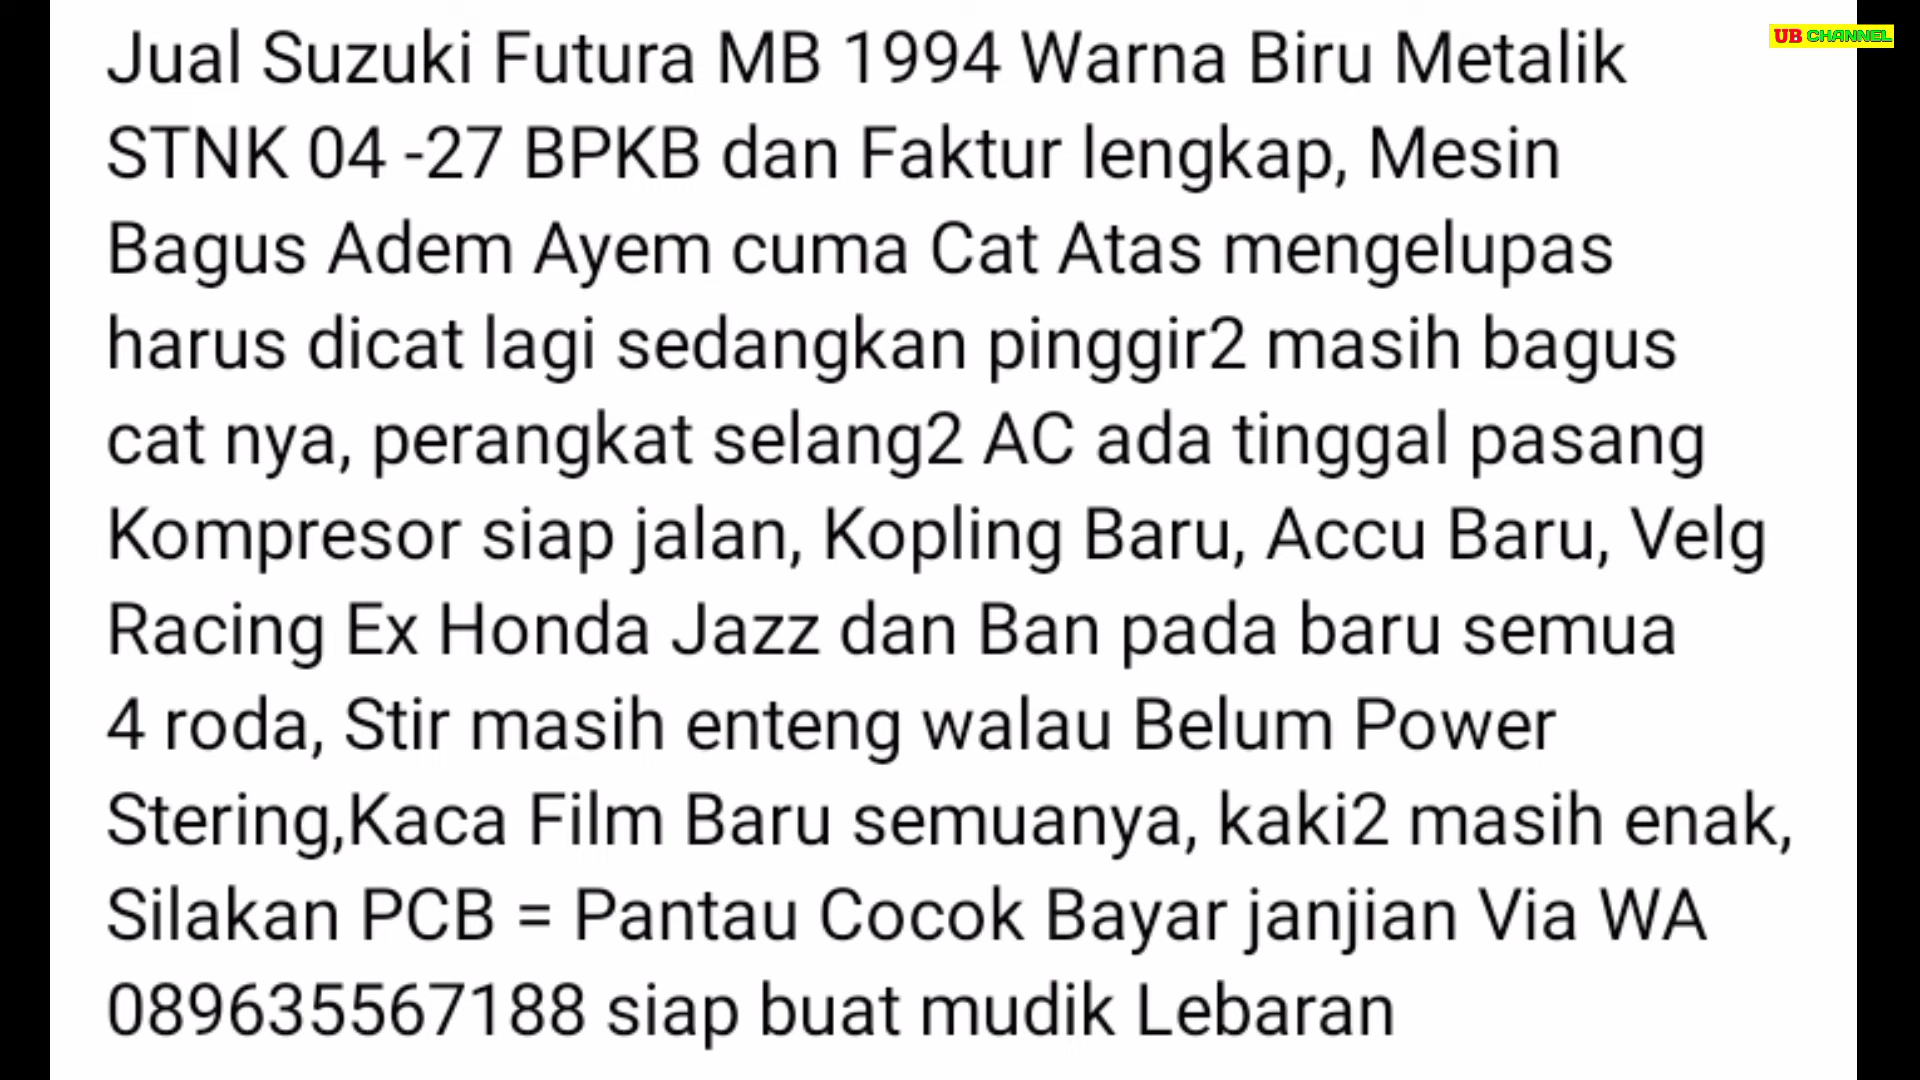 Jual Suzuki Futura MB 1994 Warna Biru Metalik
STNK 04 -27 BPKB dan Faktur lengkap, Mesin
Bagus Adem Ayem cuma Cat Atas mengelupas
harus dicat lagi sedangkan pinggir2 masih bagus
cat nya, perangkat selang2 AC ada tinggal pasang
Kompresor siap jalan, Kopling Baru, Accu Baru, Velg
Racing Ex Honda Jazz dan Ban pada baru semua
4 roda, Stir masih enteng walau Belum Power
Stering,Kaca Film Baru semuanya, kaki2 masih enak,
Silakan PCB = Pantau Cocok Bayar janjian Via WA
089635567188 siap buat mudik Lebaran
UB CHANNEL